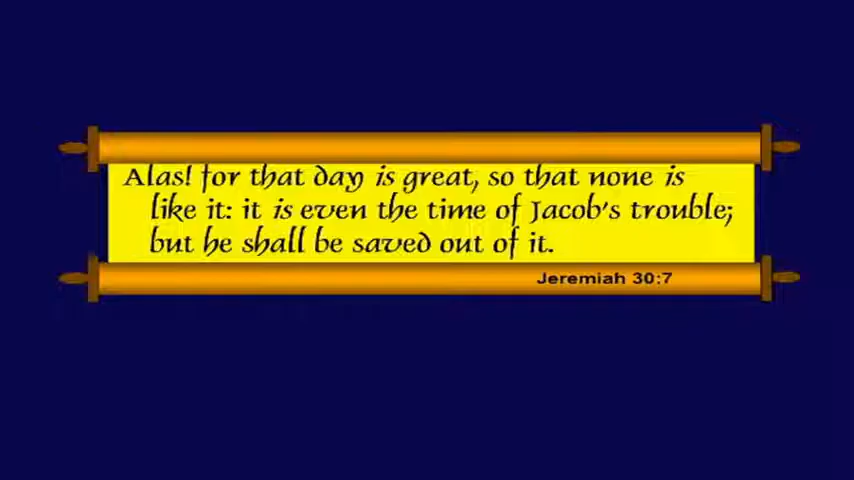 Alas! for that day is great, so that none is
like it: it is even the time of Jacob's trouble;
but he shall be saved out of it.
Jeremiah 30:7